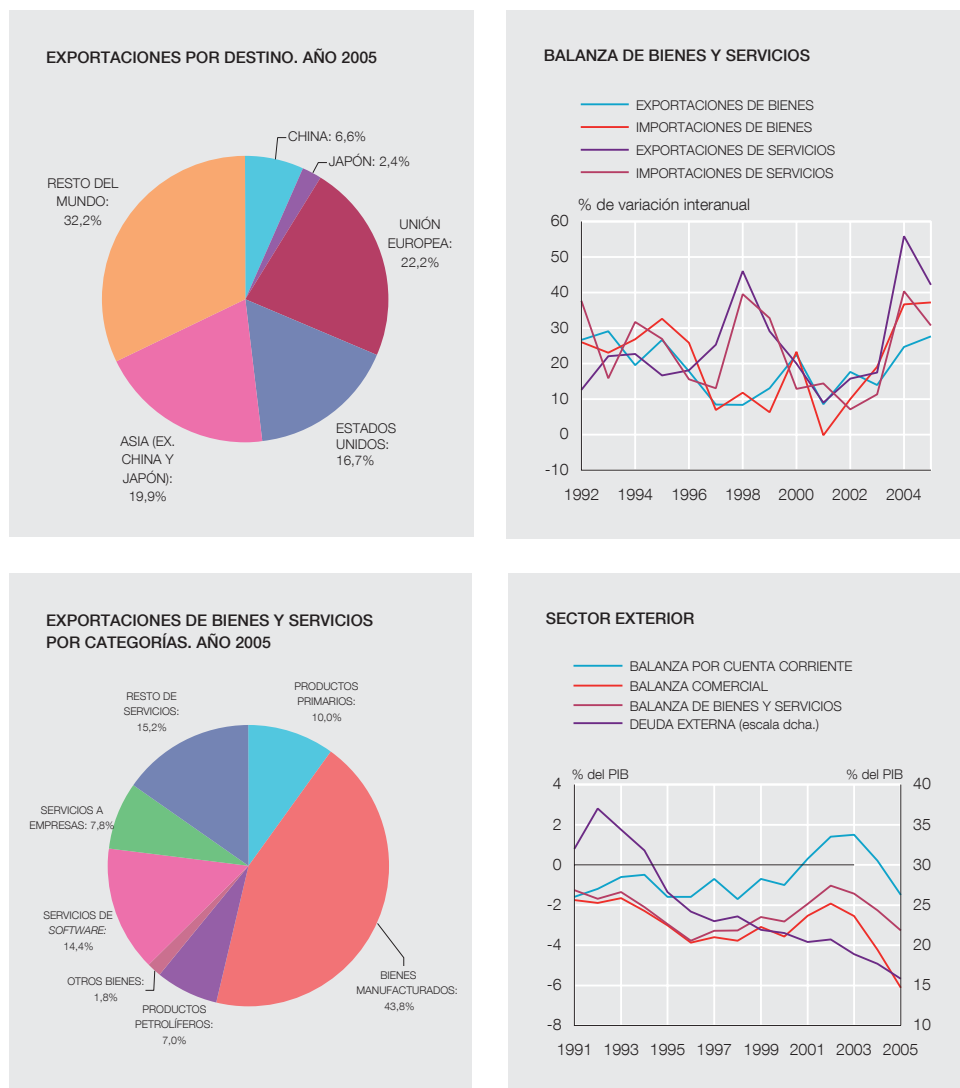 EXPORTACIONES POR DESTINO. AÑO 2005
CHINA: 6,6%
JAPÓN: 2,4%
RESTO DEL
MUNDO:
32,2%
UNIÓN
EUROPEA:
22,2%
ESTADOS
UNIDOS:
16,7%
ASIA (EX.
CHINA Y
JAPÓN):
19,9%
BALANZA DE BIENES Y SERVICIOS
EXPORTACIONES DE BIENES
IMPORTACIONES DE BIENES
EXPORTACIONES DE SERVICIOS
IMPORTACIONES DE SERVICIOS
% de variación interanual
60
50
40
30
20
10
0
-10
1992 1994 1996 1998 2000 2002 2004
EXPORTACIONES DE BIENES Y SERVICIOS
POR CATEGORÍAS. AÑO 2005
RESTO DE
SERVICIOS:
15,2%
PRODUCTOS
PRIMARIOS:
10,0%
SERVICIOS A
EMPRESAS: 7,8%
SERVICIOS DE
SOFTWARE:
14,4%
OTROS BIENES:
1,8%
PRODUCTOS
PETROLÍFEROS:
7,0%
BIENES
MANUFACTURADOS:
43,8%
SECTOR EXTERIOR
BALANZA POR CUENTA CORRIENTE
BALANZA COMERCIAL
BALANZA DE BIENES Y SERVICIOS
DEUDA EXTERNA (escala dcha.)
% del PIB % del PIB
4 40
2 35
0 30
-2 25
-4 20
-6 15
-8 10
1991 1993 1995 1997 1999 2001 2003 2005